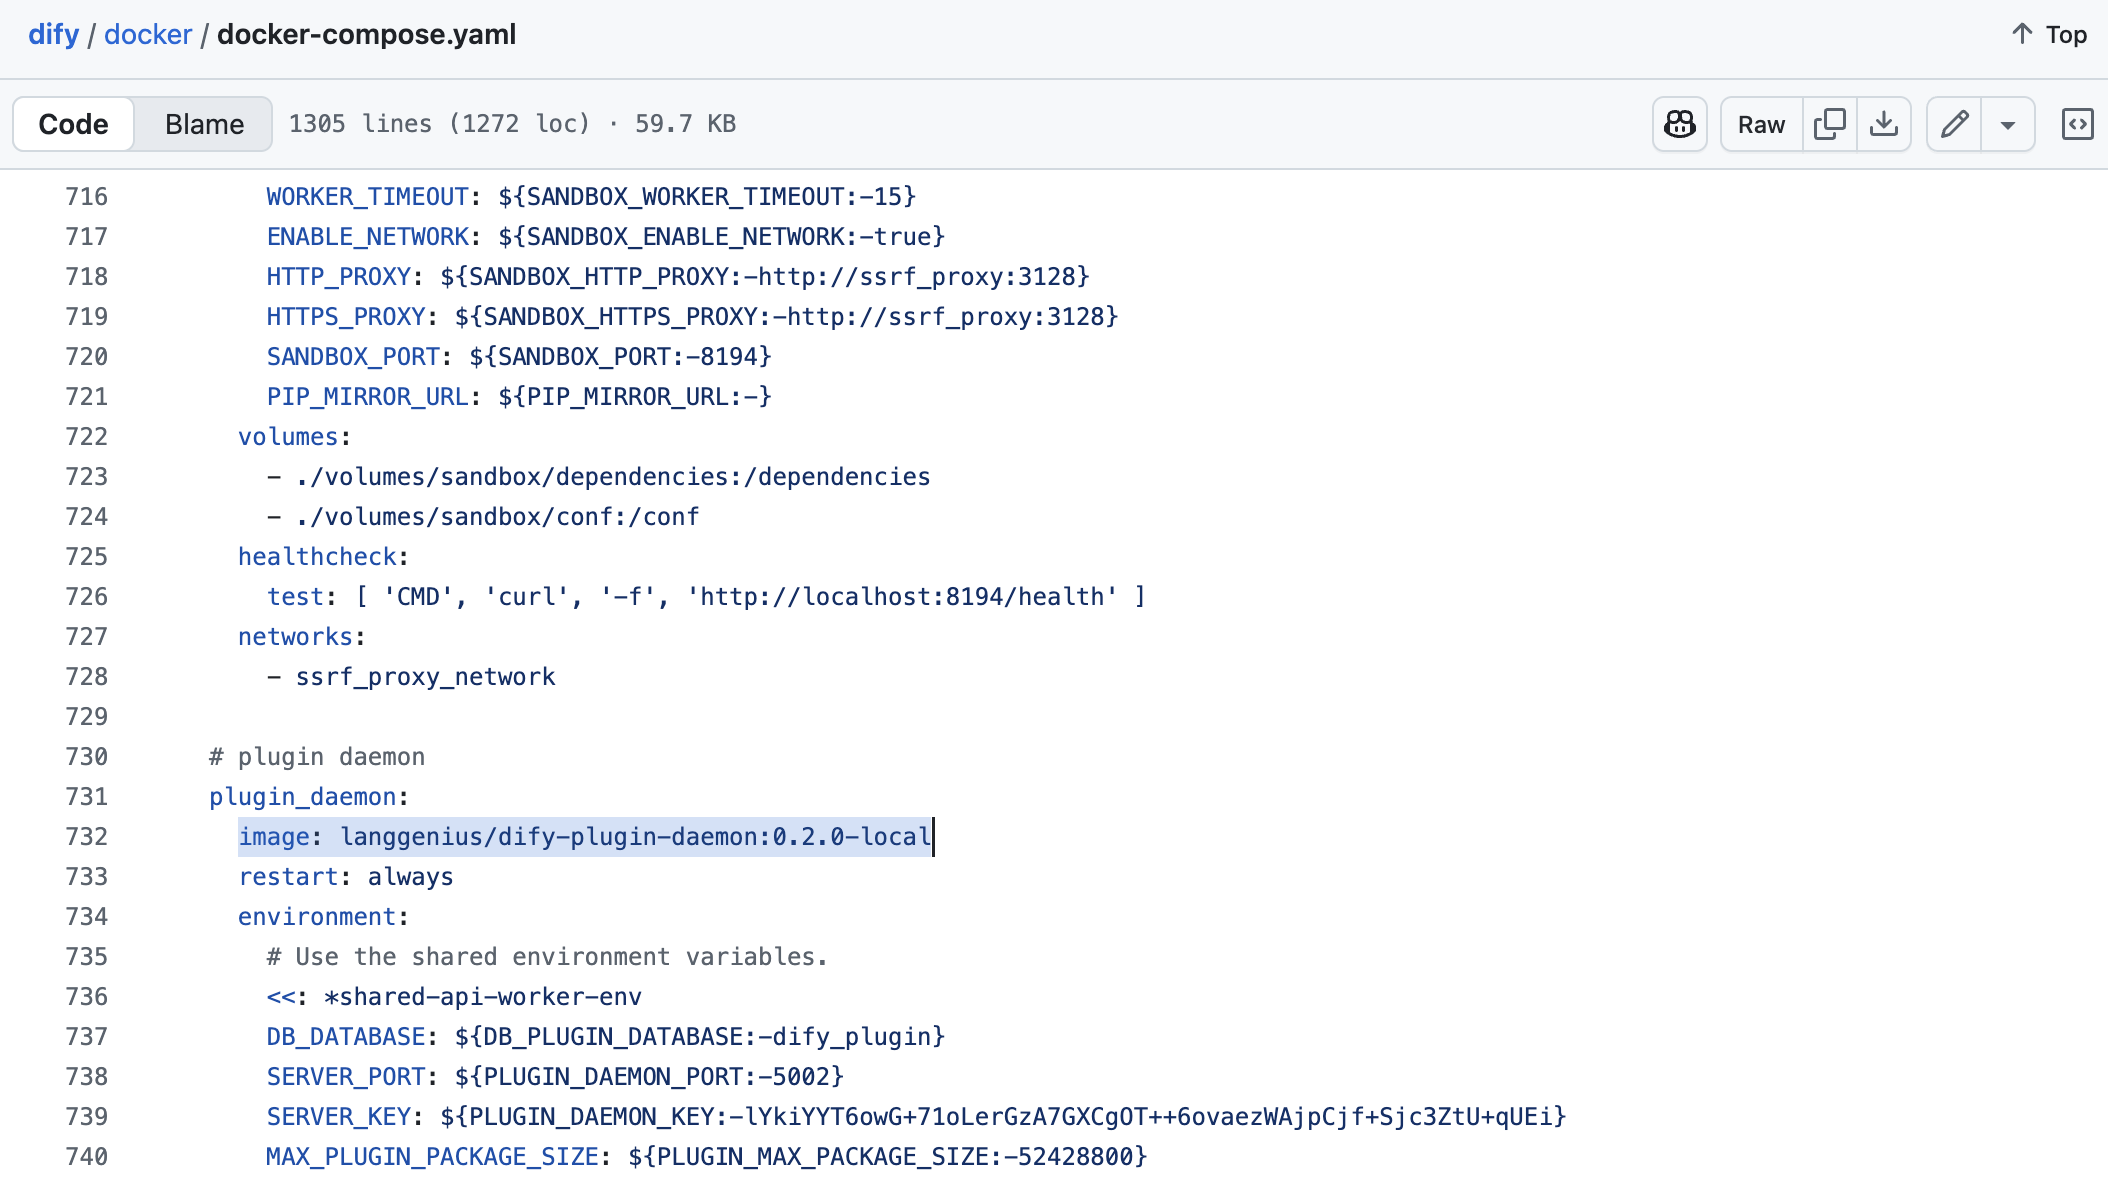 dify / docker / docker-compose.yaml
Top
Code Blame 1305 lines (1272 loc) · 59.7 KB
Raw
716 WORKER_TIMEOUT: ${SANDBOX_WORKER_TIMEOUT:-15}
717 ENABLE_NETWORK: ${SANDBOX_ENABLE_NETWORK:-true}
718 HTTP_PROXY: ${SANDBOX_HTTP_PROXY:-http://ssrf_proxy:3128}
719 HTTPS_PROXY: ${SANDBOX_HTTPS_PROXY:-http://ssrf_proxy:3128}
720 SANDBOX_PORT: ${SANDBOX_PORT:-8194}
721 PIP_MIRROR_URL: ${PIP_MIRROR_URL:-}
722 volumes:
723 - ./volumes/sandbox/dependencies:/dependencies
724 - ./volumes/sandbox/conf:/conf
725 healthcheck:
726 test: [ 'CMD', 'curl', '-f', 'http://localhost:8194/health' ]
727 networks:
728 - ssrf_proxy_network
729
730 # plugin daemon
731 plugin_daemon:
732 image: langgenius/dify-plugin-daemon:0.2.0-local
733 restart: always
734 environment:
735 # Use the shared environment variables.
736 <<: *shared-api-worker-env
737 DB_DATABASE: ${DB_PLUGIN_DATABASE:-dify_plugin}
738 SERVER_PORT: ${PLUGIN_DAEMON_PORT:-5002}
739 SERVER_KEY: ${PLUGIN_DAEMON_KEY:-lYkiYYT6owG+71oLerGzA7GXCgOT++6ovaezWAjpCjf+Sjc3ZtU+qUEi}
740 MAX_PLUGIN_PACKAGE_SIZE: ${PLUGIN_MAX_PACKAGE_SIZE:-52428800}